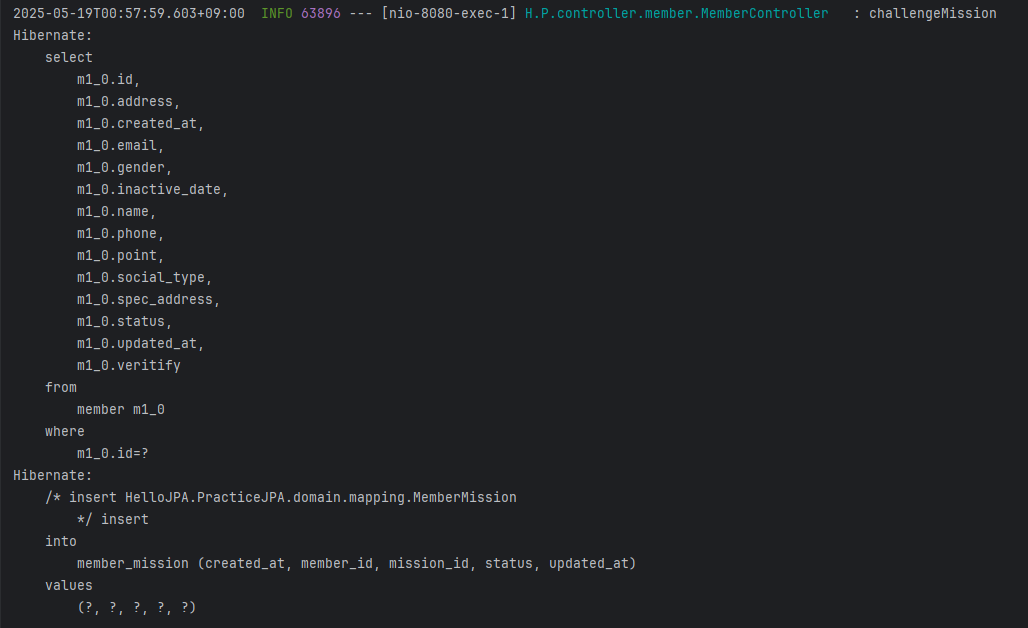 2025-05-19T00:57:59.603+09:00  INFO 63896 --- [nio-8080-exec-1] H.P.controller.member.MemberController   : challengeMission
Hibernate:
    select
        m1_0.id,
        m1_0.address,
        m1_0.created_at,
        m1_0.email,
        m1_0.gender,
        m1_0.inactive_date,
        m1_0.name,
        m1_0.phone,
        m1_0.point,
        m1_0.social_type,
        m1_0.spec_address,
        m1_0.status,
        m1_0.updated_at,
        m1_0.veritify
    from
        member m1_0
    where
        m1_0.id=?
Hibernate:
    /* insert HelloJPA.PracticeJPA.domain.mapping.MemberMission
        */ insert
    into
        member_mission (created_at, member_id, mission_id, status, updated_at)
    values
        (?, ?, ?, ?, ?)